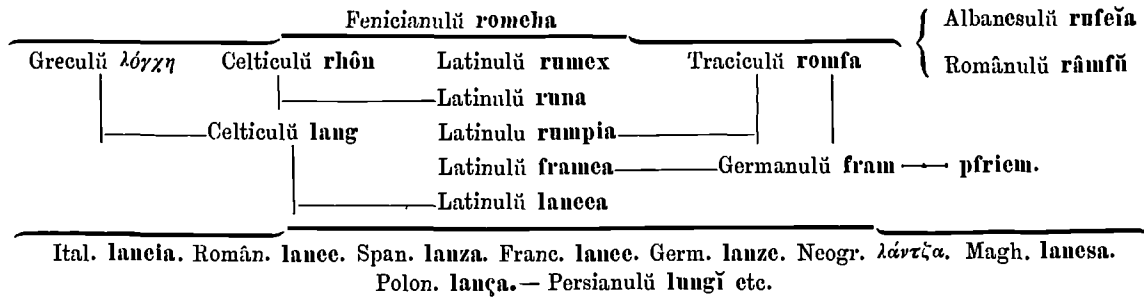 Fenicianulŭ romcha
Albanesulŭ rufeĭa
Greculŭ λόγχη Celticulŭ rhôn Latinulŭ rumex Traciculŭ romfa
Românulŭ râmfŭ
Latinulŭ runa
Celticulŭ lang Latinulu rumpia
Latinulŭ framea Germanulŭ fram pfriem.
Latinulŭ lancea
Ital. lancia. Român. lance. Span. lanza. Franc. lance. Germ. lanze. Neogr. λάντζα. Magh. lancsa.
Polon. lança.— Persianulŭ lungĭ etc.